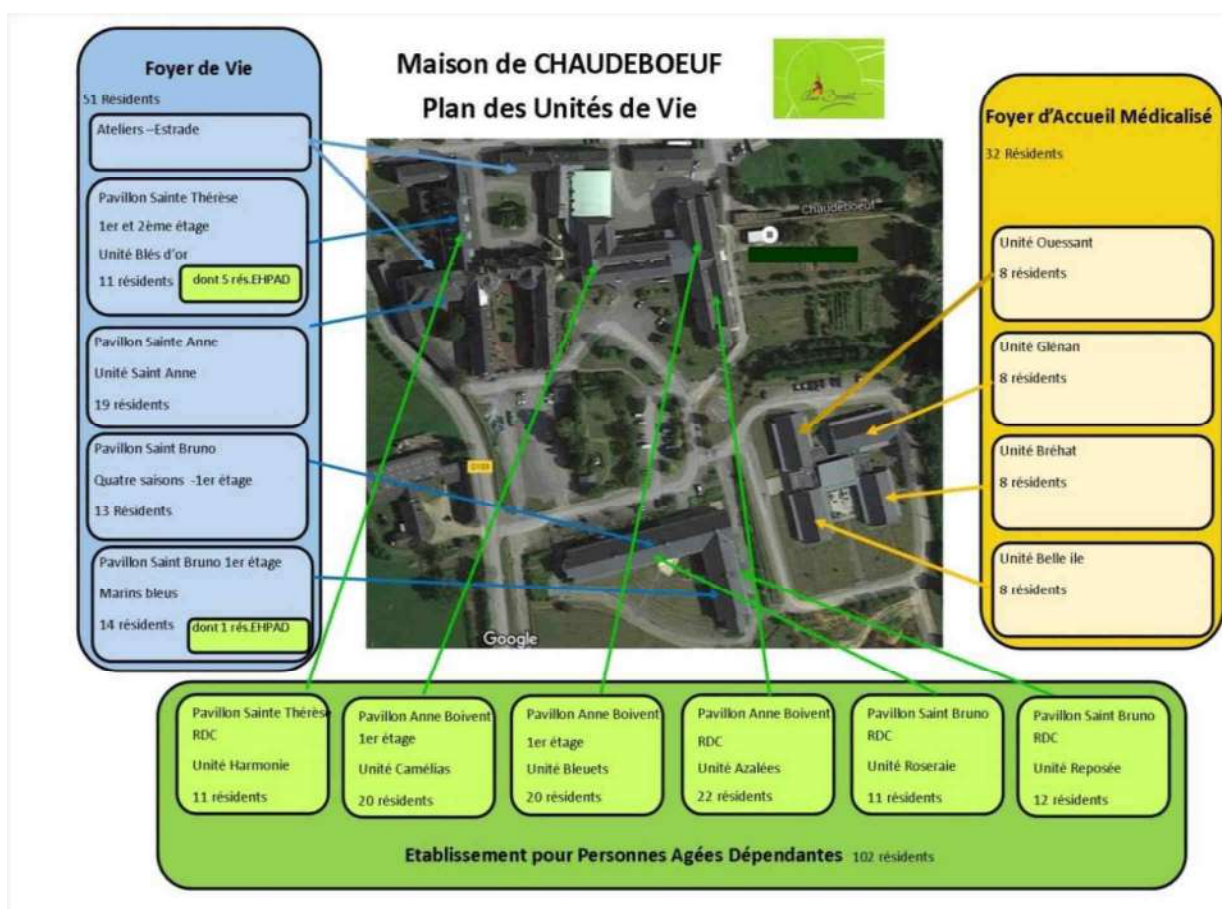 Maison de CHAUDEBOEUF
Plan des Unités de Vie
Foyer de Vie
51 Résidents
Ateliers –Estrade
Pavillon Sainte Thérèse
1er et 2ème étage
Unité Blés d'or
11 résidents
dont 5 rés.EHPAD
Pavillon Sainte Anne
Unité Saint Anne
19 résidents
Pavillon Saint Bruno
Quatre saisons -1er étage
13 Résidents
Pavillon Saint Bruno 1er étage
Marins bleus
14 résidents
dont 1 rés.EHPAD
Chaudeboeuf
Google
Foyer d'Accueil Médicalisé
32 Résidents
Unité Ouessant
8 résidents
Unité Glénan
8 résidents
Unité Bréhat
8 résidents
Unité Belle ile
8 résidents
Pavillon Sainte Thérèse
RDC
Unité Harmonie
11 résidents
Pavillon Anne Boivent
1er étage
Unité Camélias
20 résidents
Pavillon Anne Boivent
1er étage
Unité Bleuets
20 résidents
Pavillon Anne Boivent
RDC
Unité Azalées
22 résidents
Pavillon Saint Bruno
RDC
Unité Roseraie
11 résidents
Pavillon Saint Bruno
RDC
Unité Reposée
12 résidents
Etablissement pour Personnes Agées Dépendantes 102 résidents